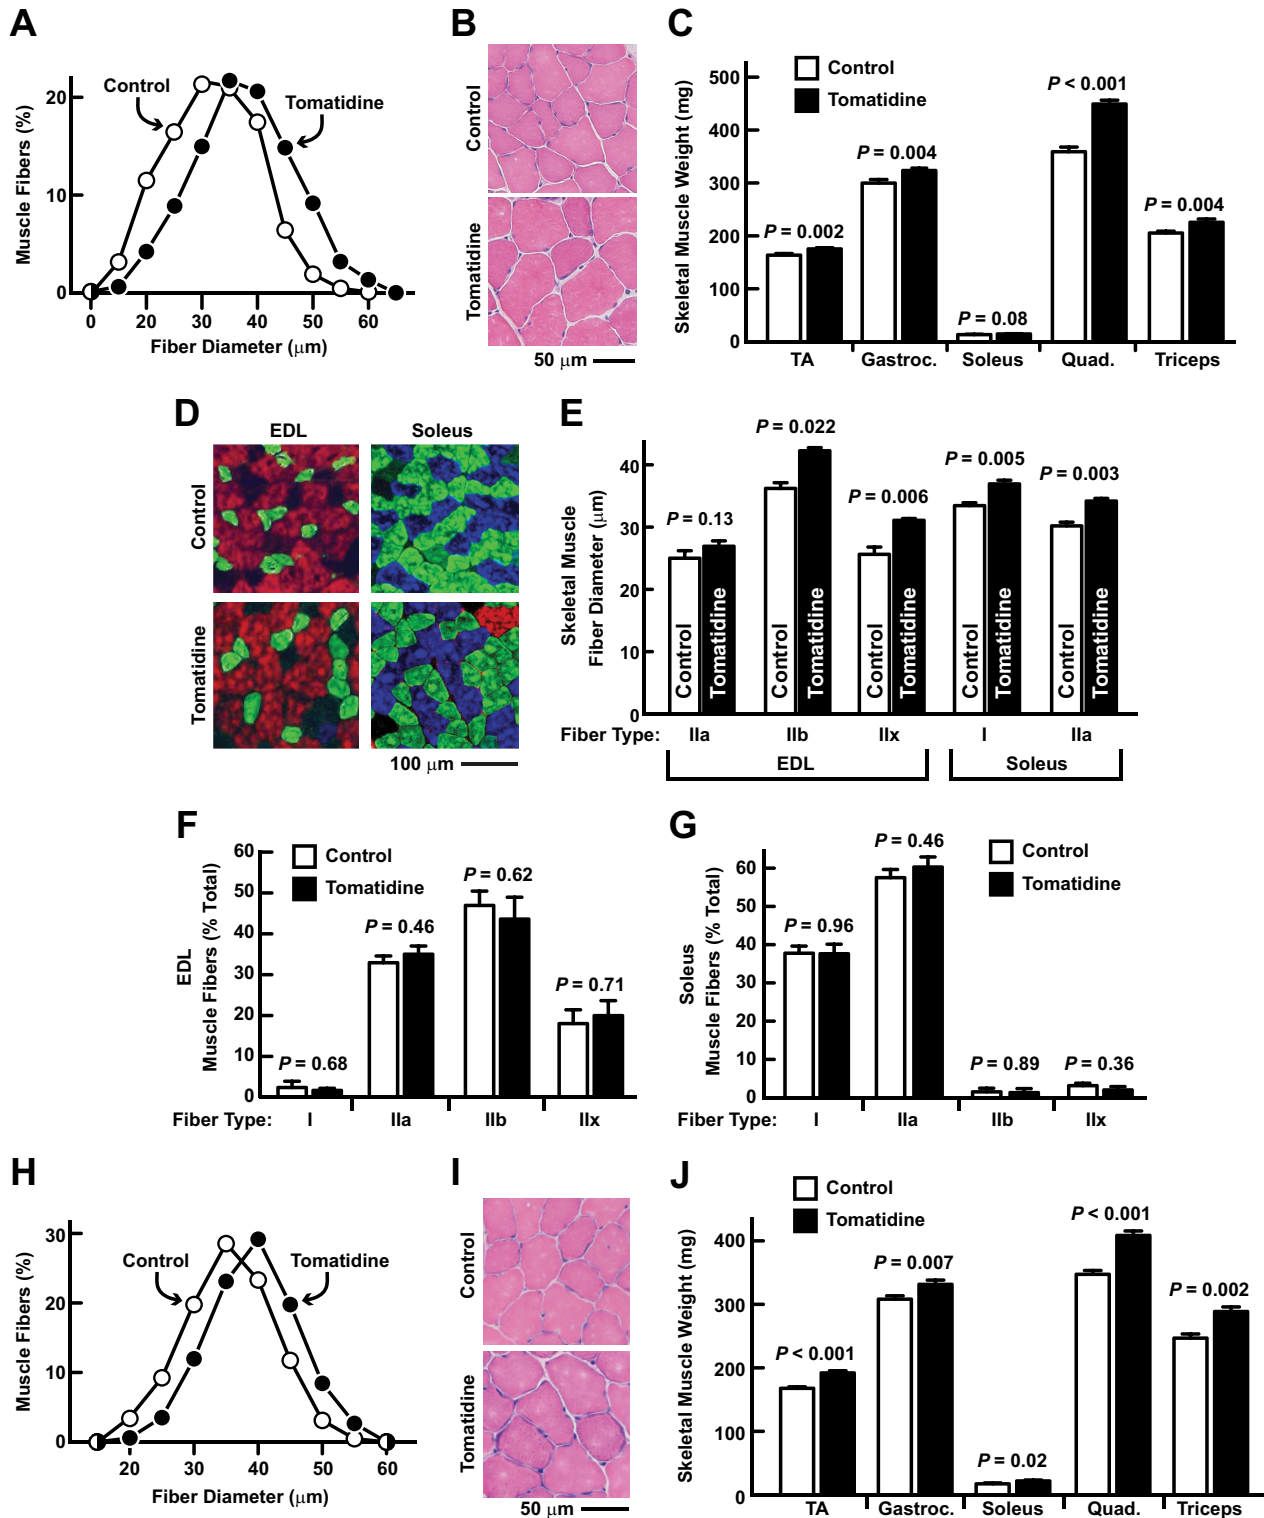 A
Control
Tomatidine
Muscle Fibers (%)
20
10
0
0 20 30 40 50 60
Fiber Diameter (μm)
B
Control
Tomatidine
50 μm
C
Control
Tomatidine
Skeletal Muscle Weight (mg)
500
400
300
200
100
0
P = 0.002
P = 0.004
P = 0.08
P < 0.001
P = 0.004
TA Gastroc. Soleus Quad. Triceps
D
EDL Soleus
Control
Tomatidine
100 μm
E
Skeletal Muscle
Fiber Diameter (μm)
40
30
20
10
0
P = 0.13
P = 0.022
P = 0.006
P = 0.005
P = 0.003
Control Tomatidine Control Tomatidine Control Tomatidine Control Tomatidine Control Tomatidine
Fiber Type: IIa IIb IIx I IIa
EDL Soleus
F
Control
Tomatidine
EDL
Muscle Fibers (% Total)
60
50
40
30
20
10
0
P = 0.68
P = 0.46
P = 0.62
P = 0.71
Fiber Type: I IIa IIb IIx
G
Control
Tomatidine
Soleus
Muscle Fibers (% Total)
60
50
40
30
20
10
0
P = 0.96
P = 0.46
P = 0.89
P = 0.36
Fiber Type: I IIa IIb IIx
H
Control
Tomatidine
Muscle Fibers (%)
30
20
10
0
20 30 40 50 60
Fiber Diameter (μm)
I
Control
Tomatidine
50 μm
J
Control
Tomatidine
Skeletal Muscle Weight (mg)
400
300
200
100
0
P < 0.001
P = 0.007
P = 0.02
P < 0.001
P = 0.002
TA Gastroc. Soleus Quad. Triceps